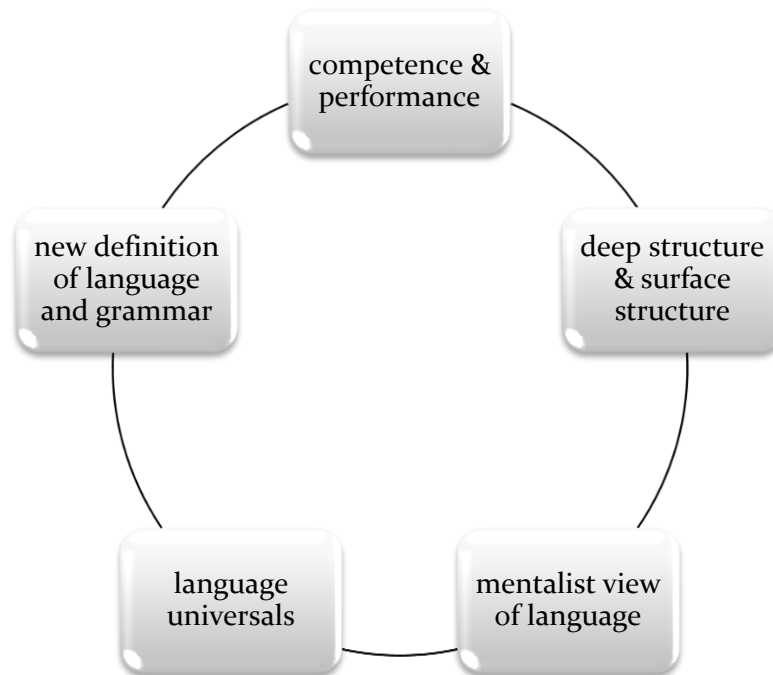 competence &
performance
deep structure
& surface
structure
mentalist view
of language
language
universals
new definition
of language
and grammar